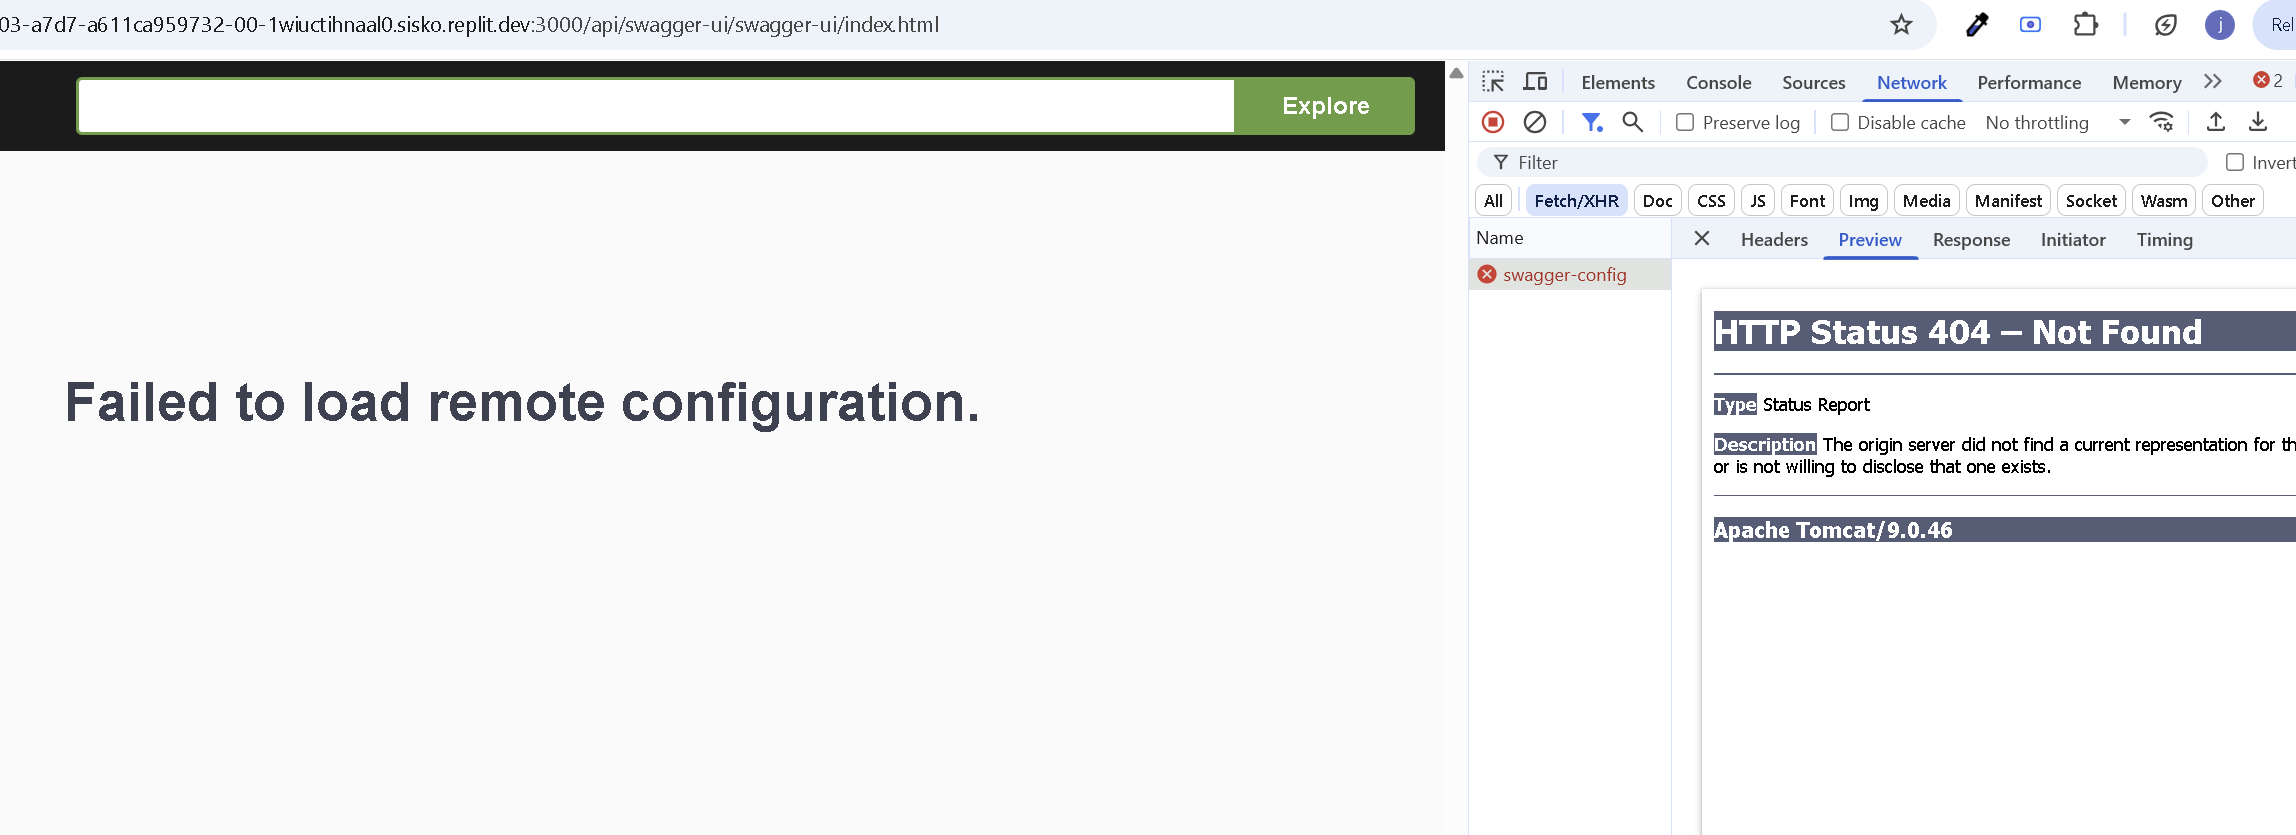 03-a7d7-a611ca959732-00-1wiuctihnaal0.sisko.replit.dev:3000/api/swagger-ui/swagger-ui/index.html
j
Rel
Explore
Failed to load remote configuration.
Elements Console Sources Network Performance Memory 2
Preserve log Disable cache No throttling
Filter Invert
All Fetch/XHR Doc CSS JS Font Img Media Manifest Socket Wasm Other
Name
Headers Preview Response Initiator Timing
swagger-config
HTTP Status 404 – Not Found
Type Status Report
Description The origin server did not find a current representation for th
or is not willing to disclose that one exists.
Apache Tomcat/9.0.46